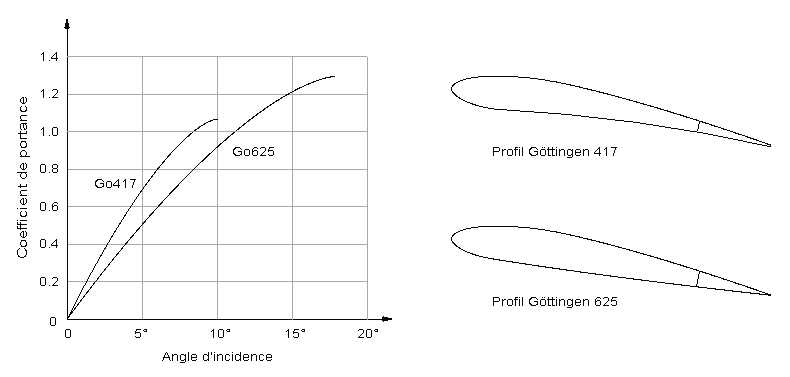 1.4
1.2
1.0
0.8
0.6
0.4
0.2
0
0 5° 10° 15° 20°
Coefficient de portance
Angle d'incidence
Go417
Go625
Profil Göttingen 417
Profil Göttingen 625